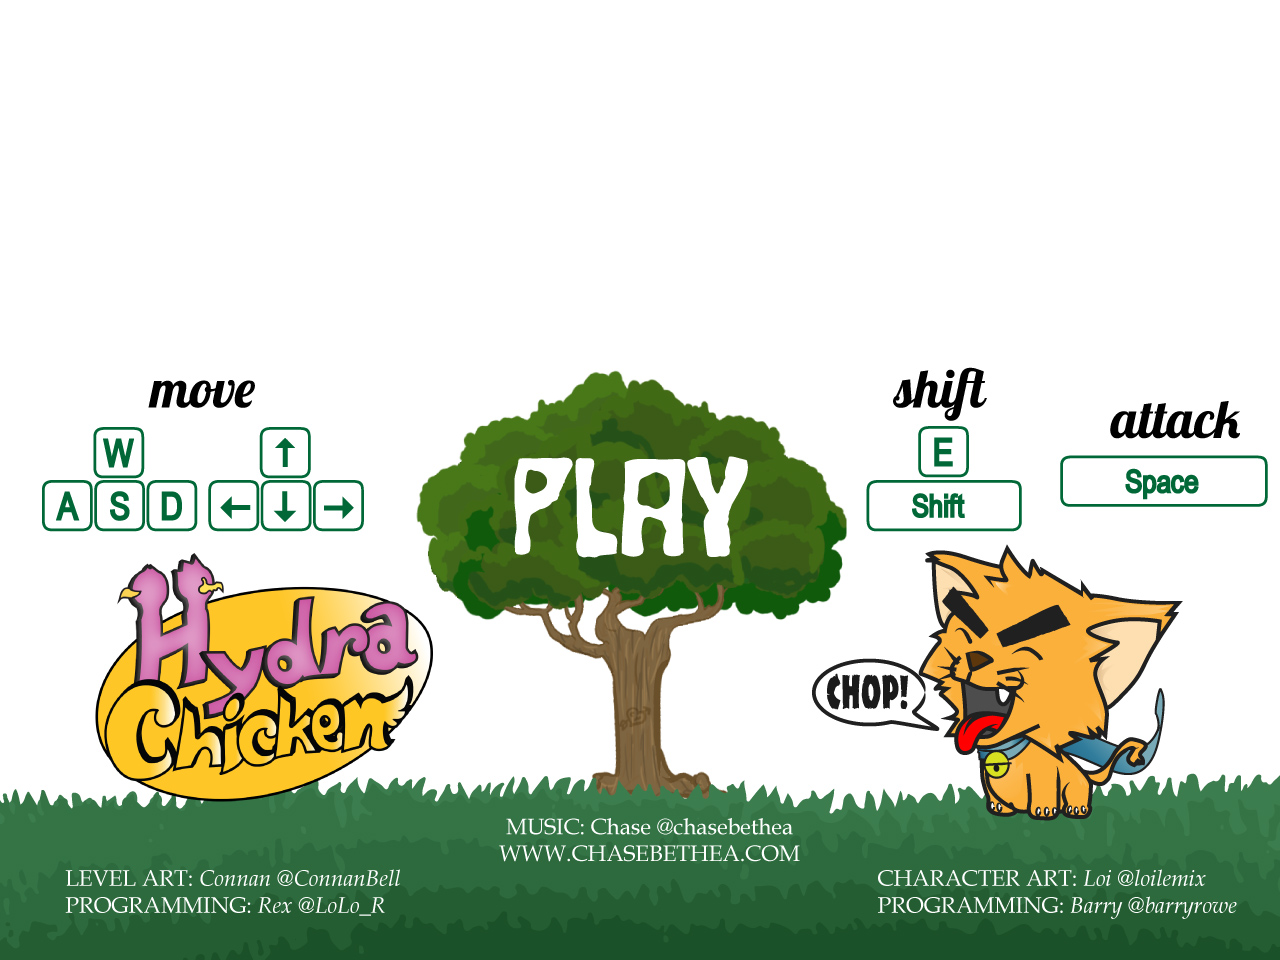 move
W
A S D
↑
← ↓ →
PLAY
shift
E
Shift
attack
Space
Hydra
Chicken
CHOP!
MUSIC: Chase @chasebethea
WWW.CHASEBETHEA.COM
LEVEL ART: Connan @ConnanBell
PROGRAMMING: Rex @LoLo_R
CHARACTER ART: Loi @loilemix
PROGRAMMING: Barry @barryrowe